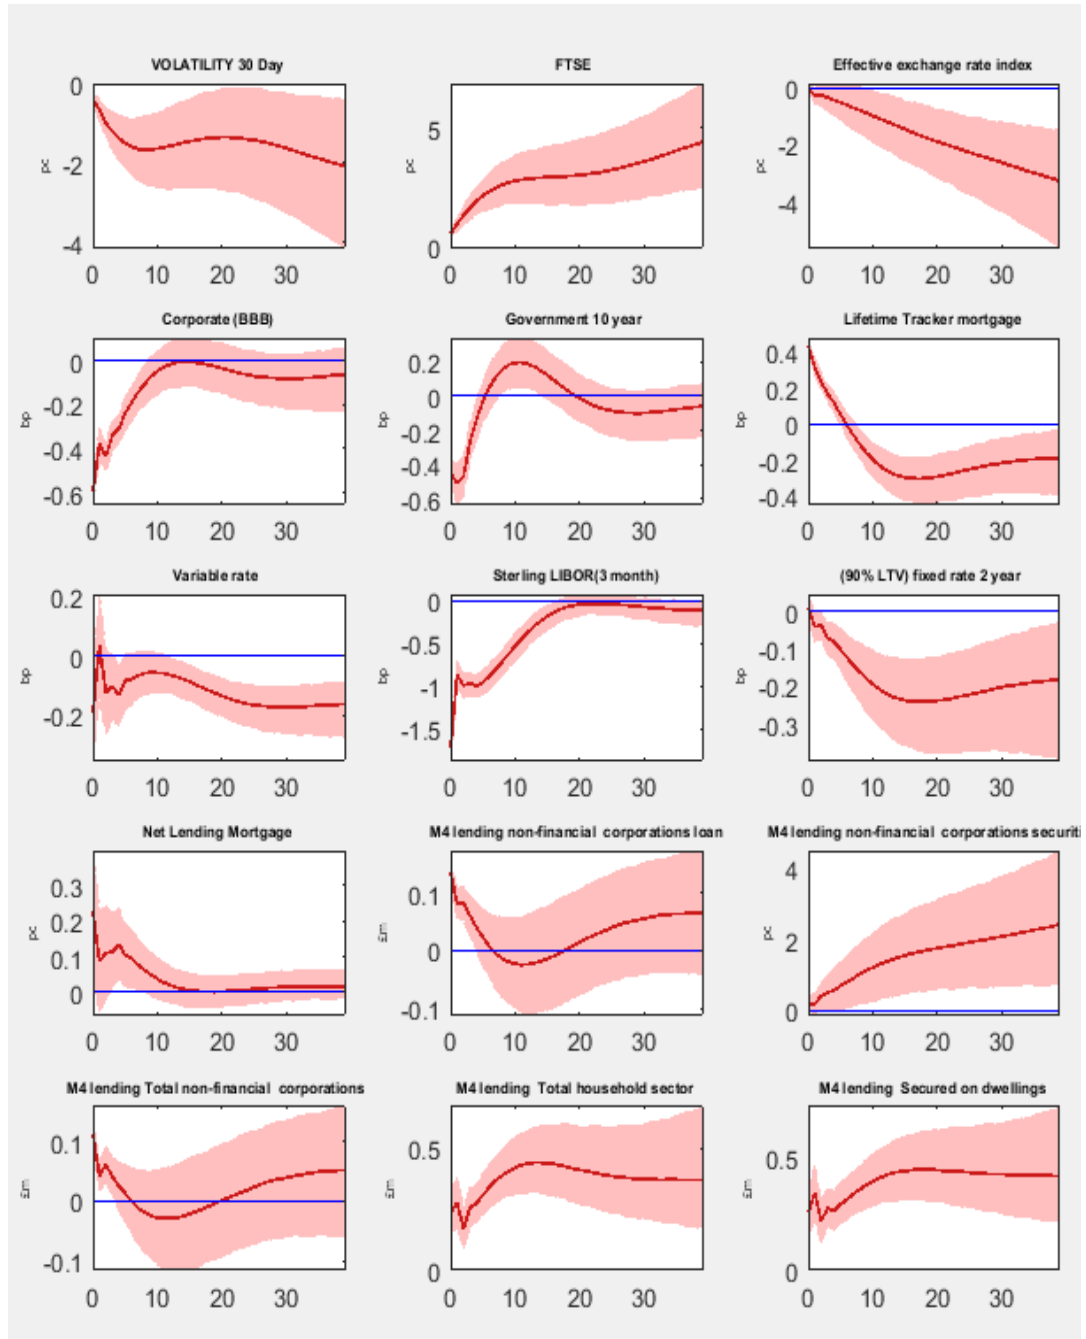 VOLATILITY 30 Day
FTSE
Effective exchange rate index
0
-2
-4
pc
0 10 20 30
5
0
0 10 20 30
0
-2
-4
pc
0 10 20 30
Corporate (BBB)
Government 10 year
Lifetime Tracker mortgage
0
-0.2
-0.4
-0.6
bp
0 10 20 30
0.2
0
-0.2
-0.4
-0.6
bp
0 10 20 30
0.4
0.2
0
-0.2
-0.4
bp
0 10 20 30
Variable rate
Sterling LIBOR(3 month)
(90% LTV) fixed rate 2 year
0.2
0
-0.2
bp
0 10 20 30
0
-0.5
-1
-1.5
bp
0 10 20 30
0
-0.1
-0.2
-0.3
bp
0 10 20 30
Net Lending Mortgage
M4 lending non-financial corporations loan
M4 lending non-financial corporations securiti
0.3
0.2
0.1
0
pc
0 10 20 30
0.1
0
-0.1
£m
0 10 20 30
4
2
0
pc
0 10 20 30
M4 lending Total non-financial corporations
M4 lending Total household sector
M4 lending Secured on dwellings
0.1
0
-0.1
£m
0 10 20 30
0.5
0
£m
0 10 20 30
0.5
0
£m
0 10 20 30